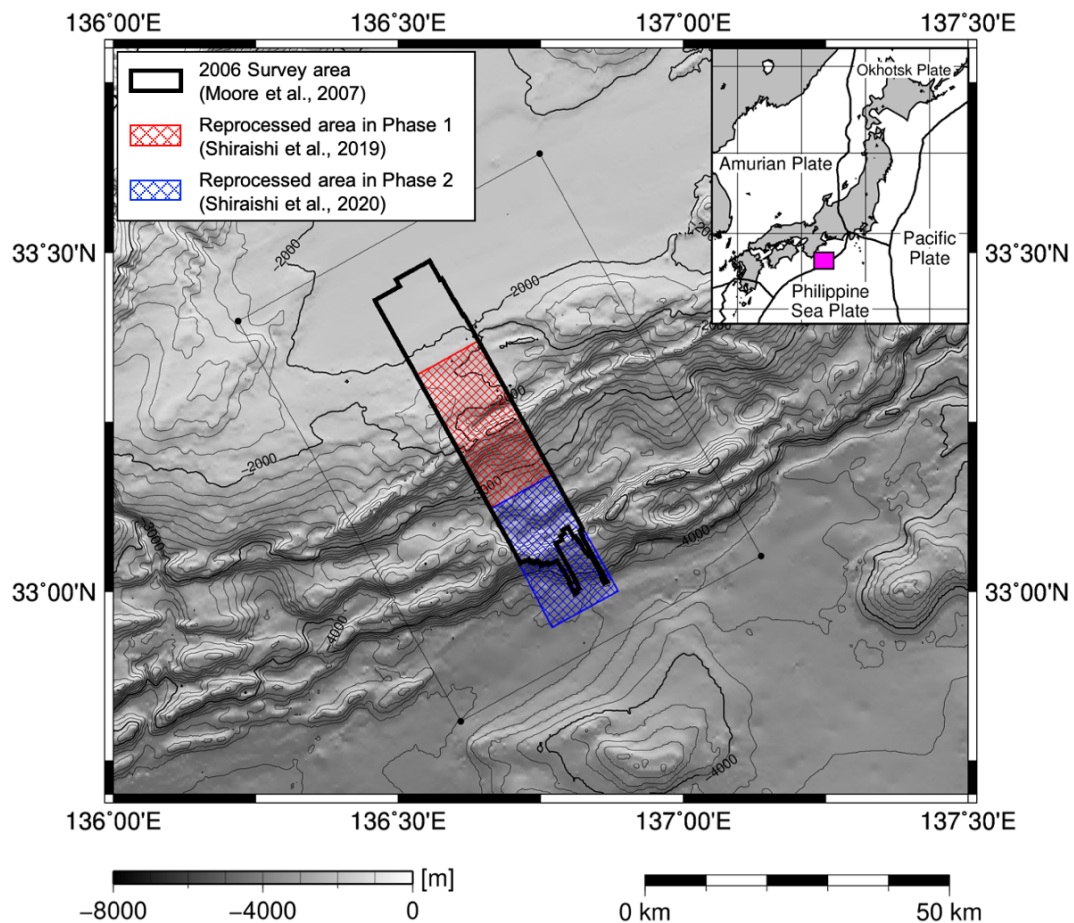 136°00'E 136°30'E 137°00'E 137°30'E
2006 Survey area
(Moore et al., 2007)
Reprocessed area in Phase 1
(Shiraishi et al., 2019)
Reprocessed area in Phase 2
(Shiraishi et al., 2020)
Okhotsk Plate
Amurian Plate
Pacific
Plate
Philippine
Sea Plate
33°30'N 33°30'N
−2000
−2000
−2000
−2000
−3000
−4000
33°00'N 33°00'N
−4000
−4000
136°00'E 136°30'E 137°00'E 137°30'E
[m]
−8000 −4000 0
0 km 50 km